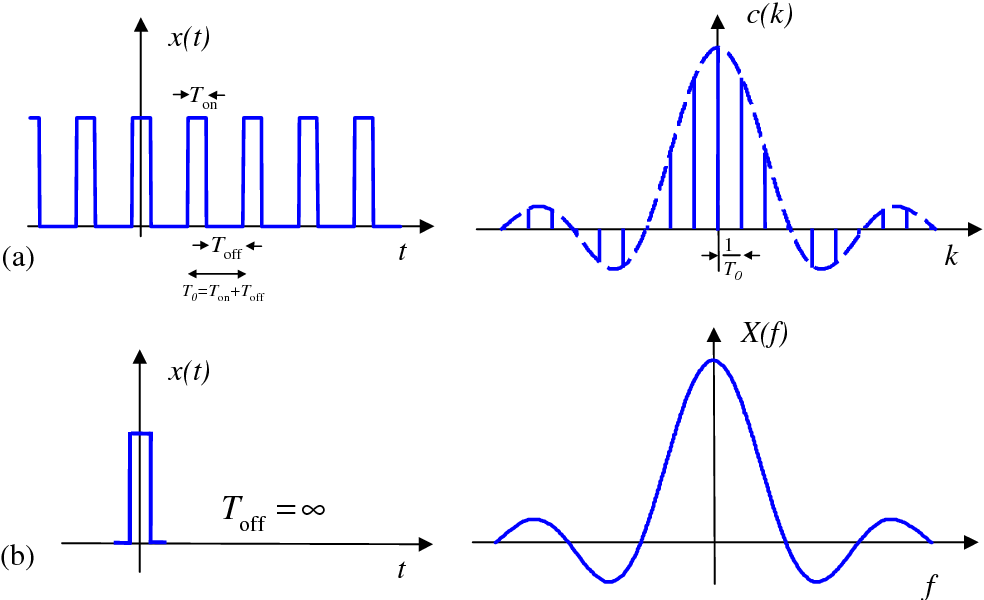 x(t)
T_on
(a)
T_off
t
T_0=T_on+T_off
c(k)
1
T_0
k
x(t)
T_off = ∞
(b)
t
X(f)
f